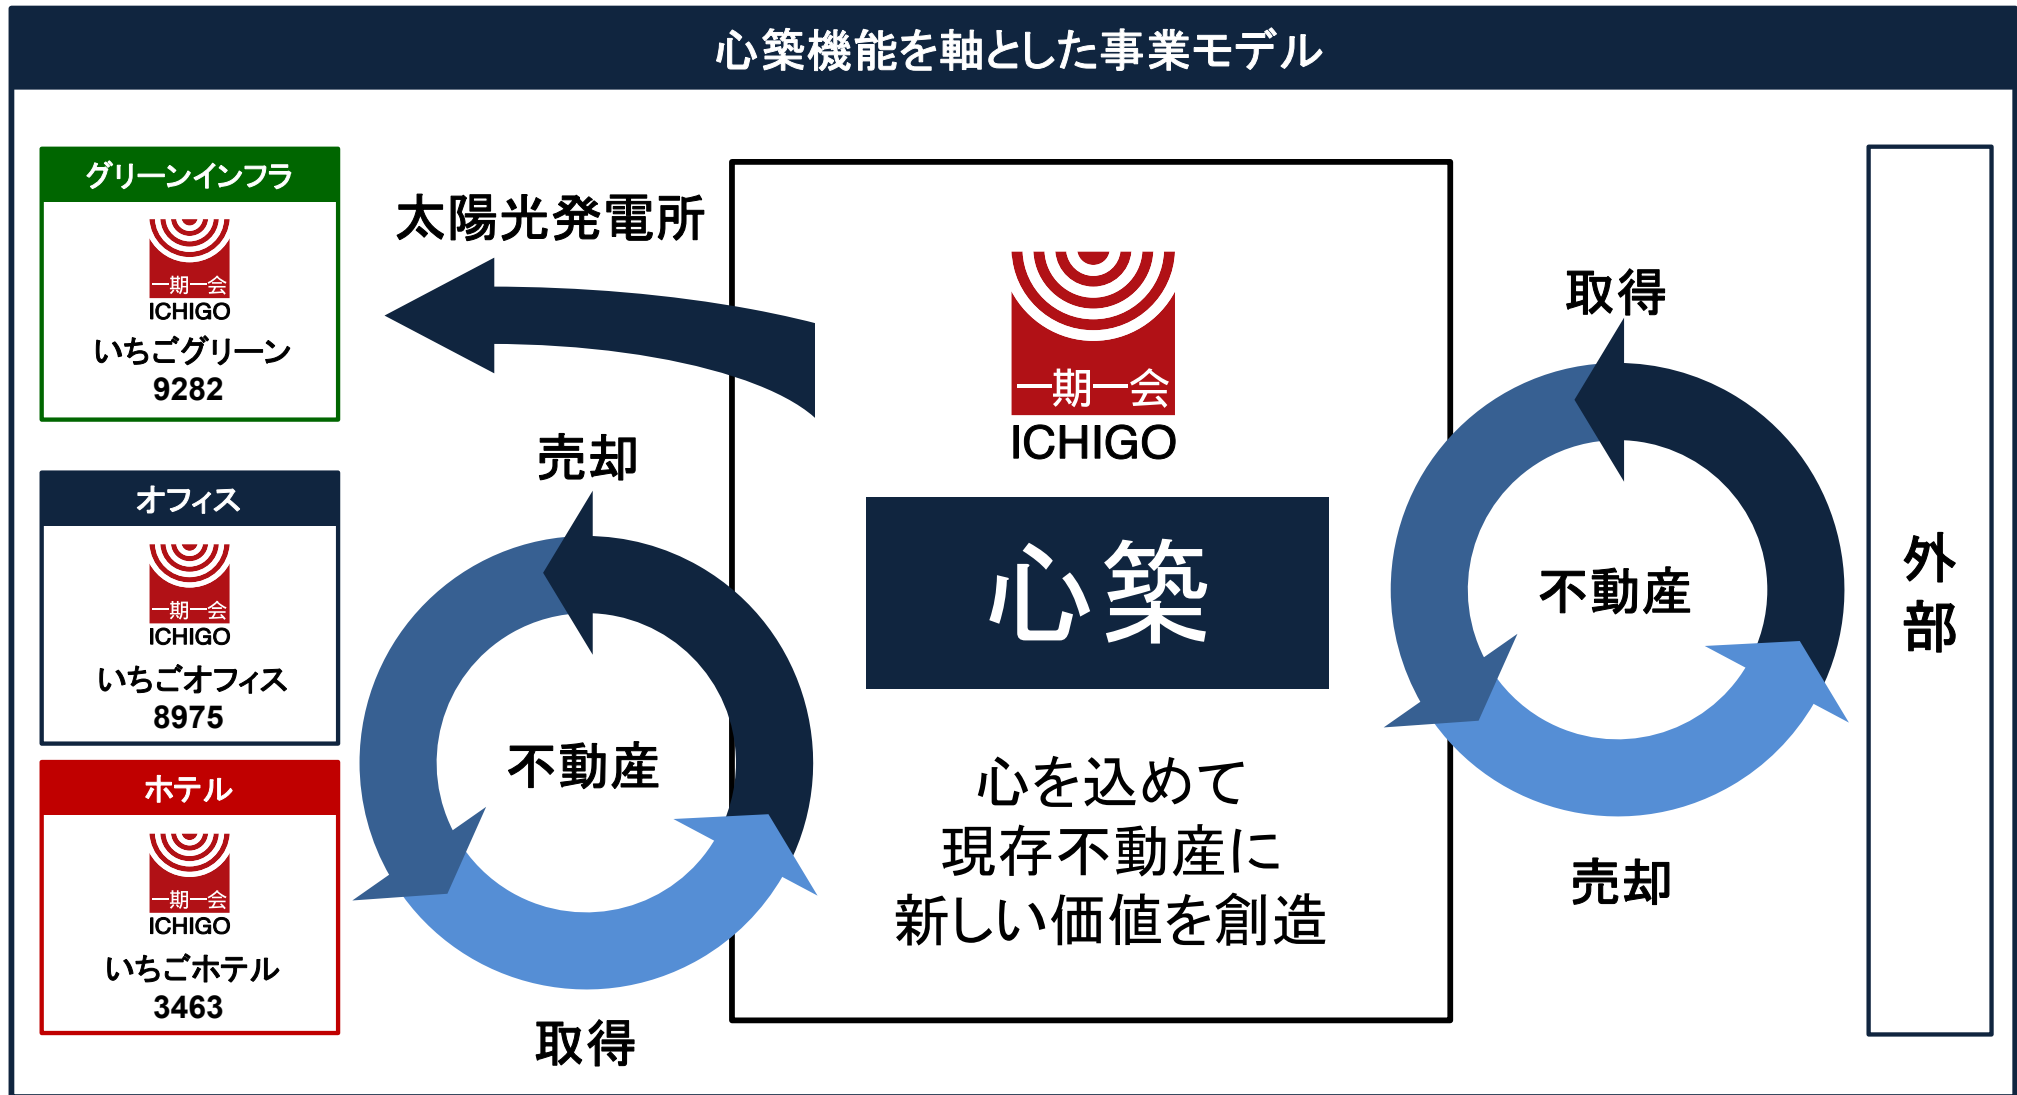 心築機能を軸とした事業モデル
グリーンインフラ
一期一会
ICHIGO
いちごグリーン
9282
オフィス
一期一会
ICHIGO
いちごオフィス
8975
ホテル
一期一会
ICHIGO
いちごホテル
3463
太陽光発電所
売却
不動産
取得
一期一会
ICHIGO
心築
心を込めて
現存不動産に
新しい価値を創造
取得
不動産
売却
外
部